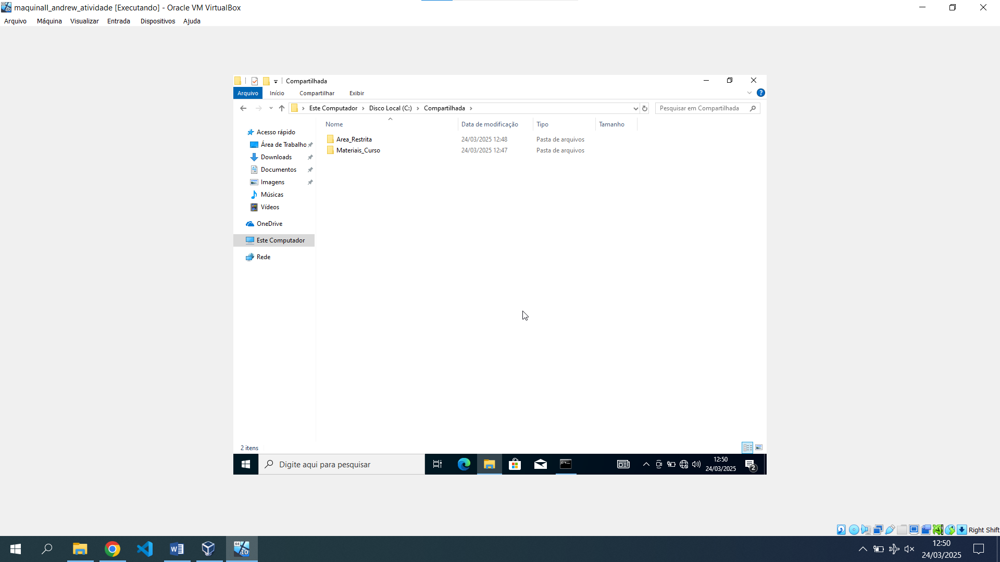 maquinaII_andrew_atividade [Executando] - Oracle VM VirtualBox
Arquivo Máquina Visualizar Entrada Dispositivos Ajuda
Compartilhada
Arquivo Início Compartilhar Exibir
Este Computador Disco Local (C:) Compartilhada
Pesquisar em Compartilhada
Nome Data de modificação Tipo Tamanho
Area_Restrita 24/03/2025 12:48 Pasta de arquivos
Materiais_Curso 24/03/2025 12:47 Pasta de arquivos
Acesso rápido
Área de Trabalho
Downloads
Documentos
Imagens
Músicas
Vídeos
OneDrive
Este Computador
Rede
2 itens
Digite aqui para pesquisar
12:50
24/03/2025
2
Right Shift
12:50
24/03/2025